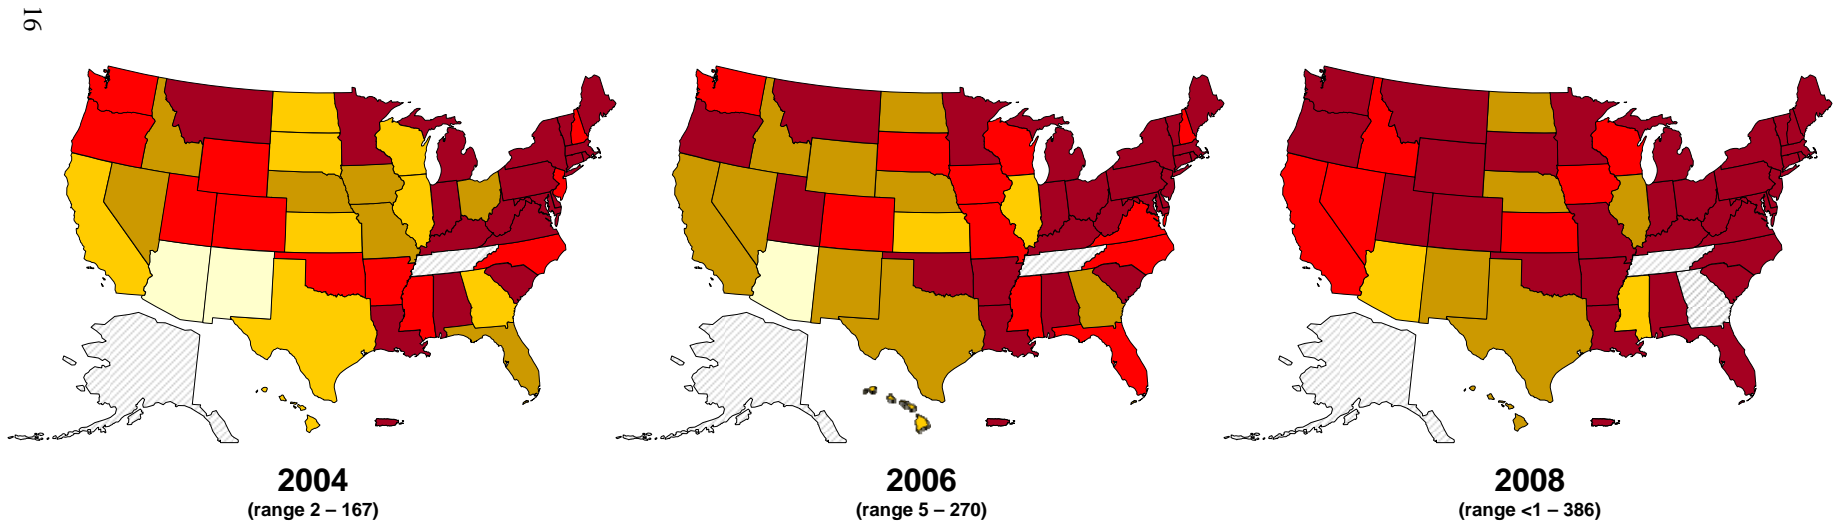 16
2004
(range 2 – 167)
2006
(range 5 – 270)
2008
(range <1 – 386)